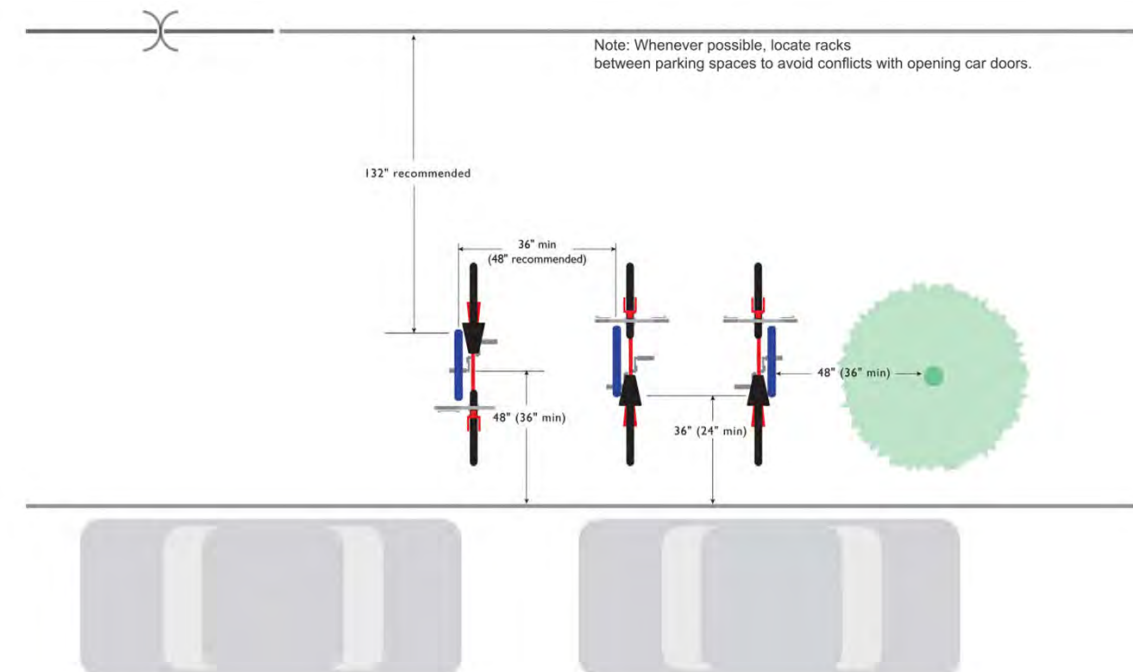 Note: Whenever possible, locate racks
between parking spaces to avoid conflicts with opening car doors.
132" recommended
36" min
(48" recommended)
48" (36" min)
48" (36" min)
36" (24" min)